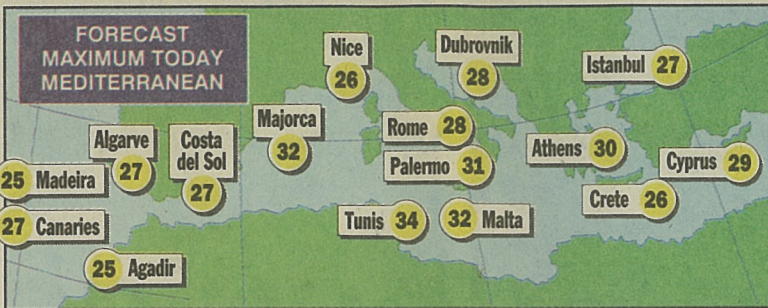 FORECAST
MAXIMUM TODAY
MEDITERRANEAN
Nice
26
Dubrovnik
28
Istanbul 27
Majorca
32
Rome 28
Algarve
27
Costa
del Sol
27
Athens 30
Palermo 31
Cyprus 29
25 Madeira
Crete 26
27 Canaries
Tunis 34
32 Malta
25 Agadir